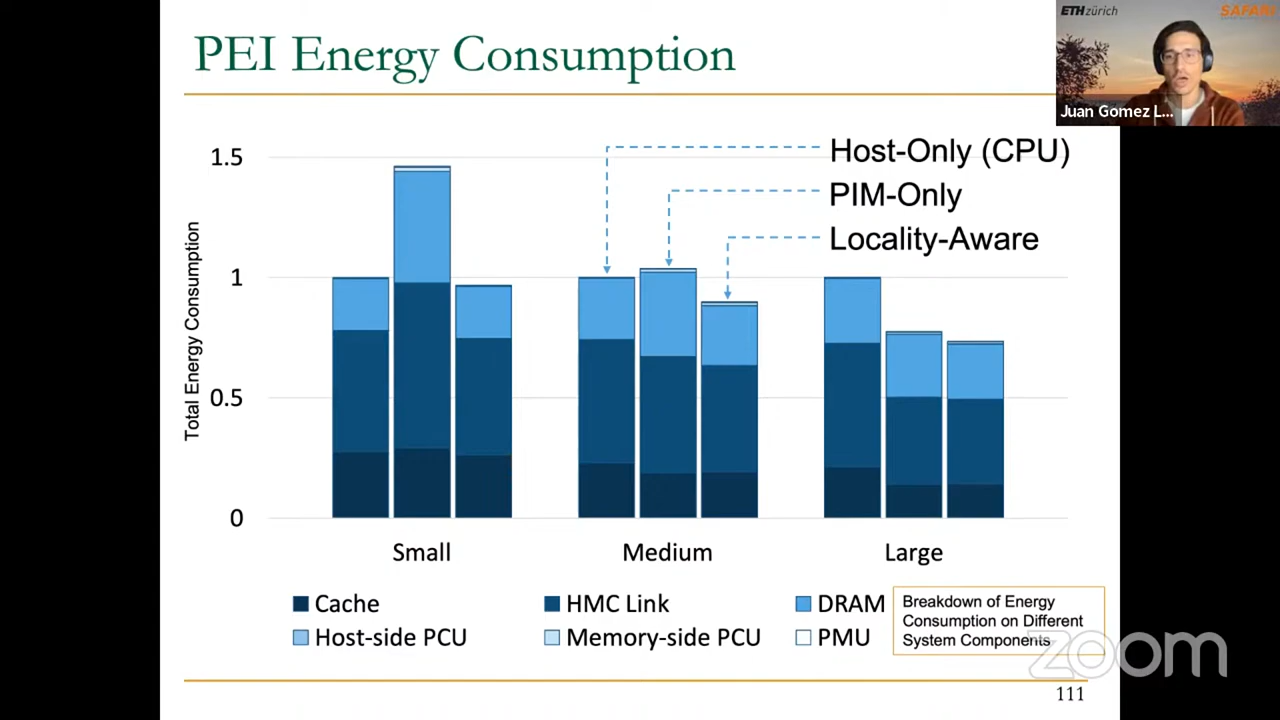 PEI Energy Consumption
ETH zürich
SAFARI
Juan Gomez L...
Host-Only (CPU)
PIM-Only
Locality-Aware
Total Energy Consumption
1.5
1
0.5
0
Small
Medium
Large
Cache
HMC Link
DRAM
Host-side PCU
Memory-side PCU
PMU
Breakdown of Energy
Consumption on Different
System Components
zoom
111